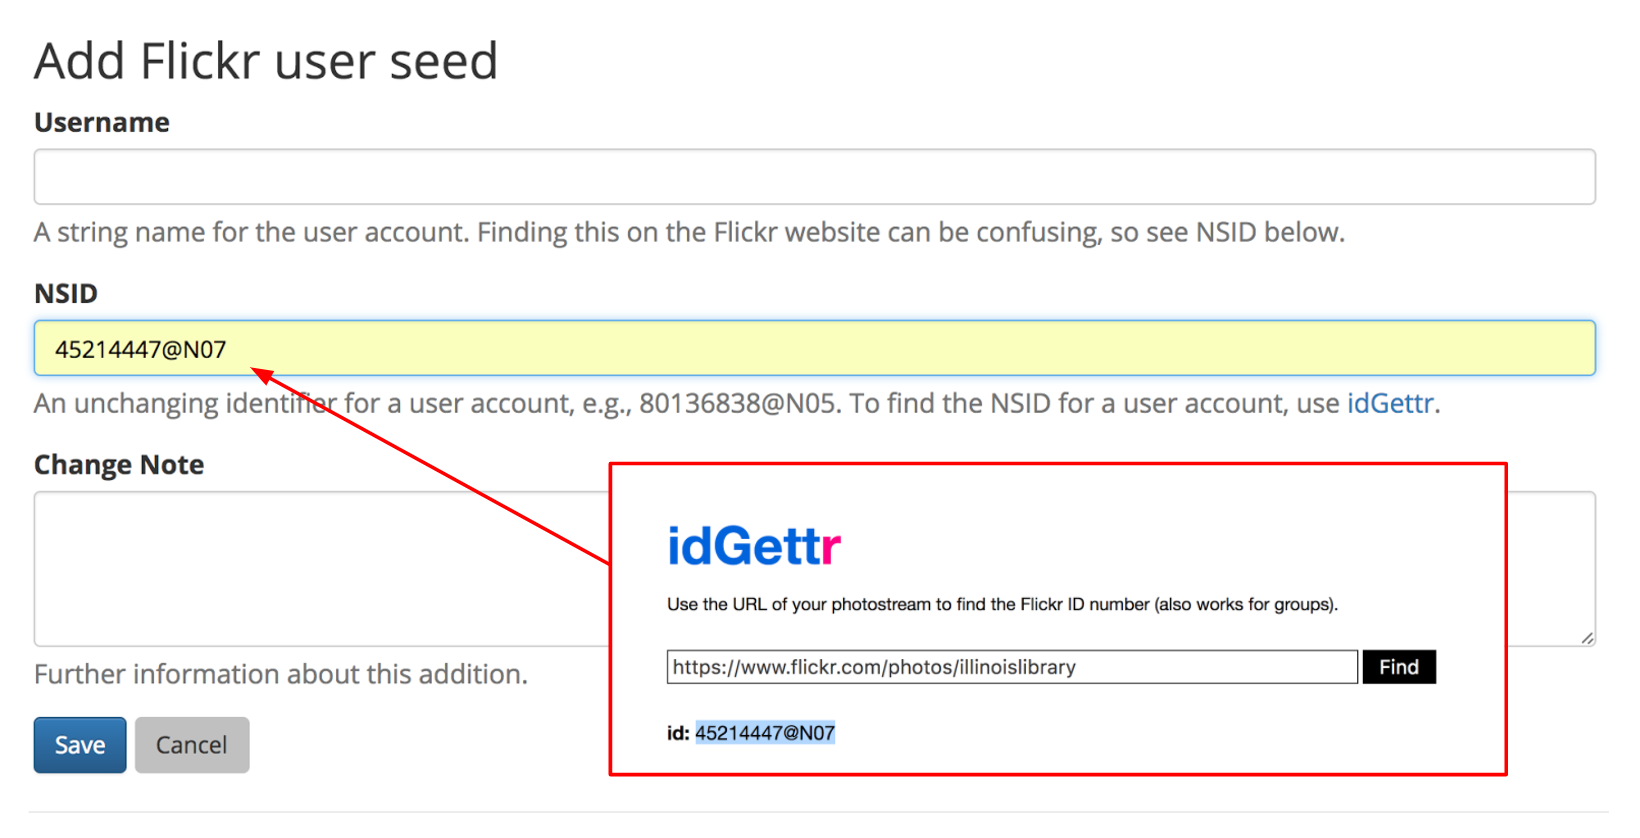 Add Flickr user seed
Username
A string name for the user account. Finding this on the Flickr website can be confusing, so see NSID below.
NSID
45214447@N07
An unchanging identifier for a user account, e.g., 80136838@N05. To find the NSID for a user account, use idGettr.
Change Note
Further information about this addition.
Save
Cancel
idGettr
Use the URL of your photostream to find the Flickr ID number (also works for groups).
https://www.flickr.com/photos/illinoislibrary
Find
id: 45214447@N07